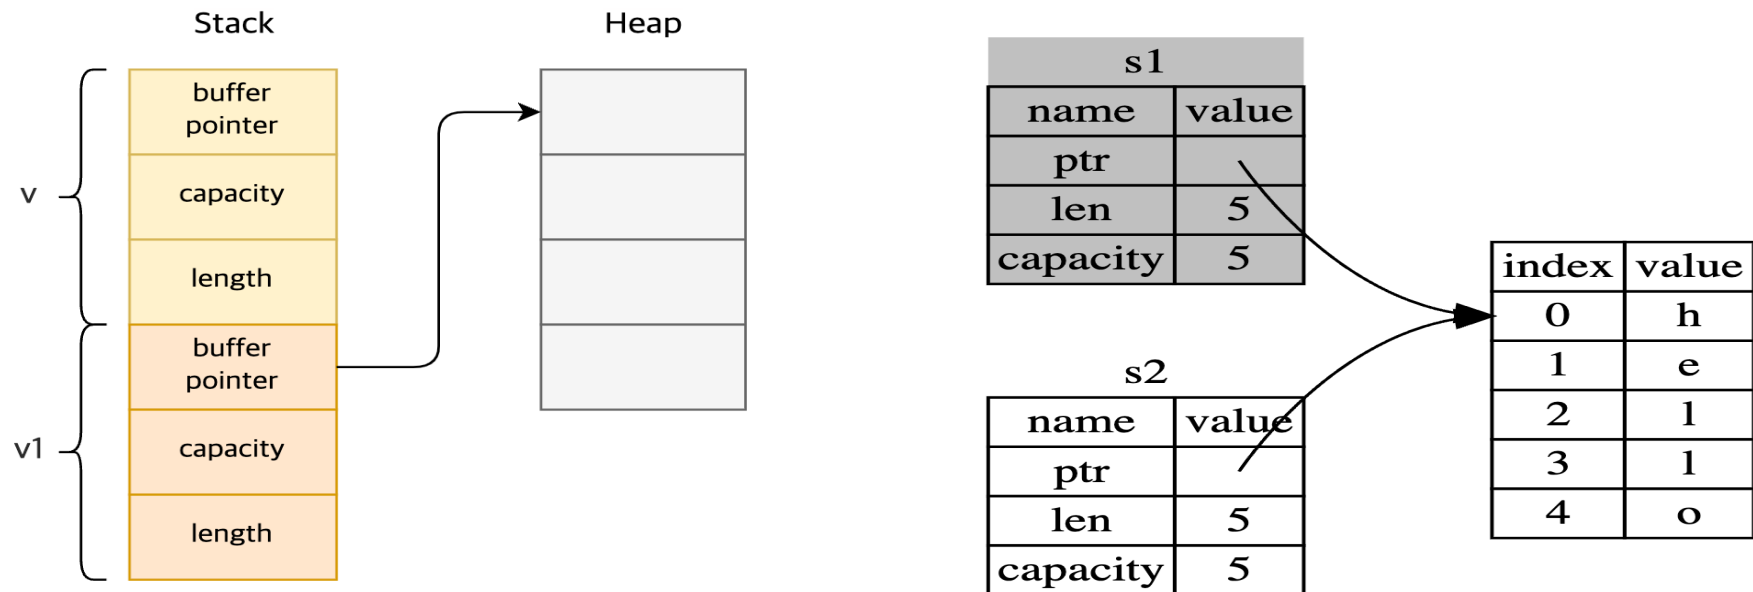 Stack
Heap
v
buffer
pointer
capacity
length
v1
buffer
pointer
capacity
length
s1
name value
ptr
len 5
capacity 5
s2
name value
ptr
len 5
capacity 5
index value
0 h
1 e
2 l
3 l
4 o